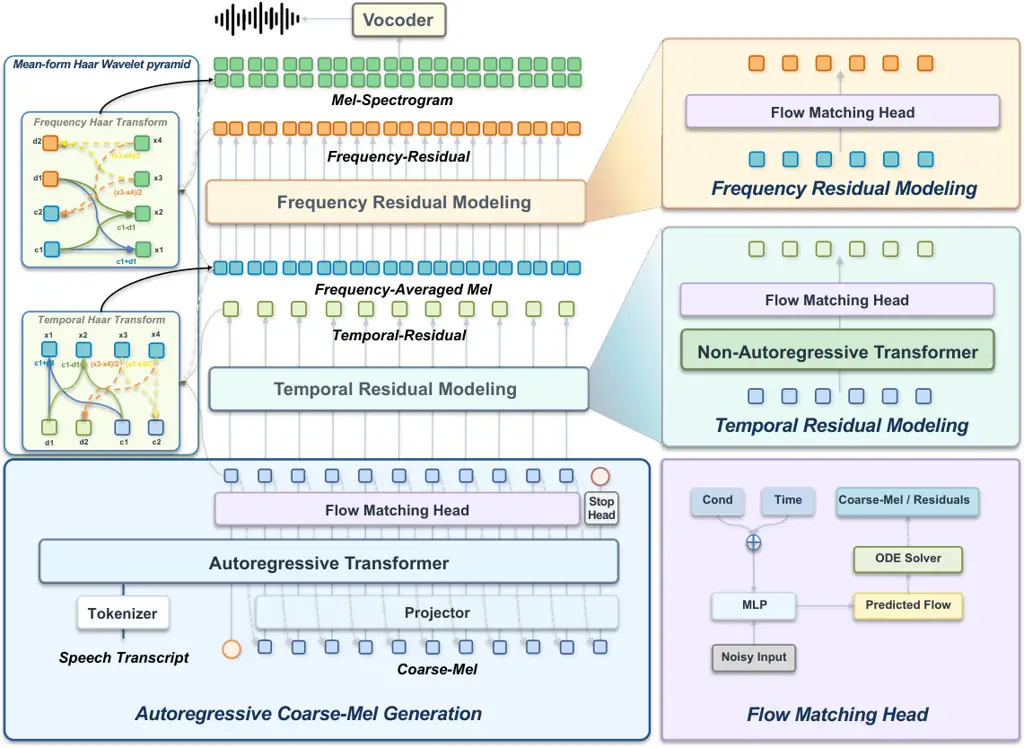 Vocoder
Mean-form Haar Wavelet pyramid
Mel-Spectrogram
Frequency Haar Transform
d2
x4
d1
x3
(x3-x4)/2
c2
x2
c1-d1
c1
x1
c1+d1
Frequency-Residual
Frequency Residual Modeling
Frequency-Averaged Mel
Temporal Haar Transform
x1 x2 x3 x4
c1-d1
(x3-x4)/2
d1 d2 c1 c2
Temporal-Residual
Temporal Residual Modeling
Flow Matching Head
Stop
Head
Autoregressive Transformer
Tokenizer
Projector
Speech Transcript
Coarse-Mel
Autoregressive Coarse-Mel Generation
Flow Matching Head
Frequency Residual Modeling
Flow Matching Head
Non-Autoregressive Transformer
Temporal Residual Modeling
Cond
Time
Coarse-Mel / Residuals
ODE Solver
MLP
Predicted Flow
Noisy Input
Flow Matching Head